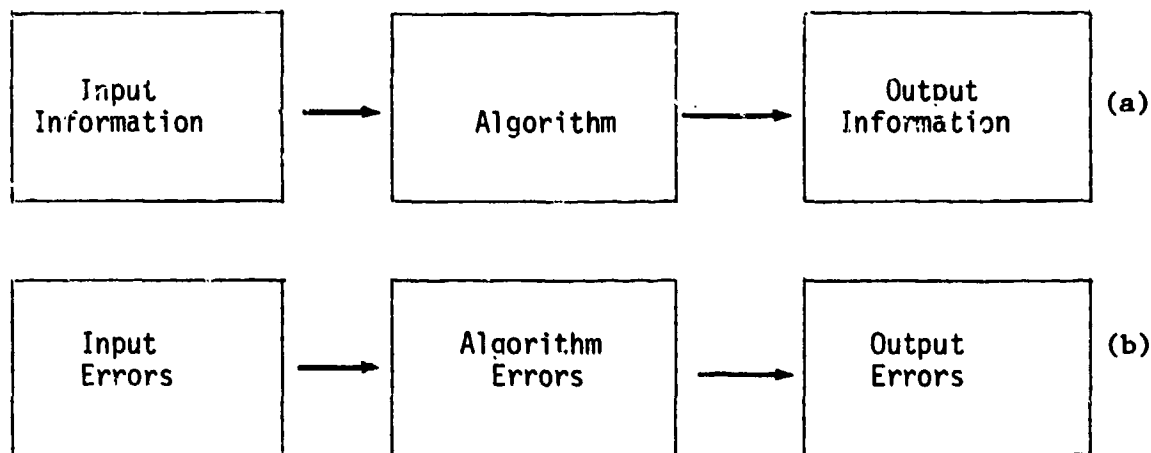 Input
Information
Algorithm
Output
Information
(a)
Input
Errors
Algorithm
Errors
Output
Errors
(b)